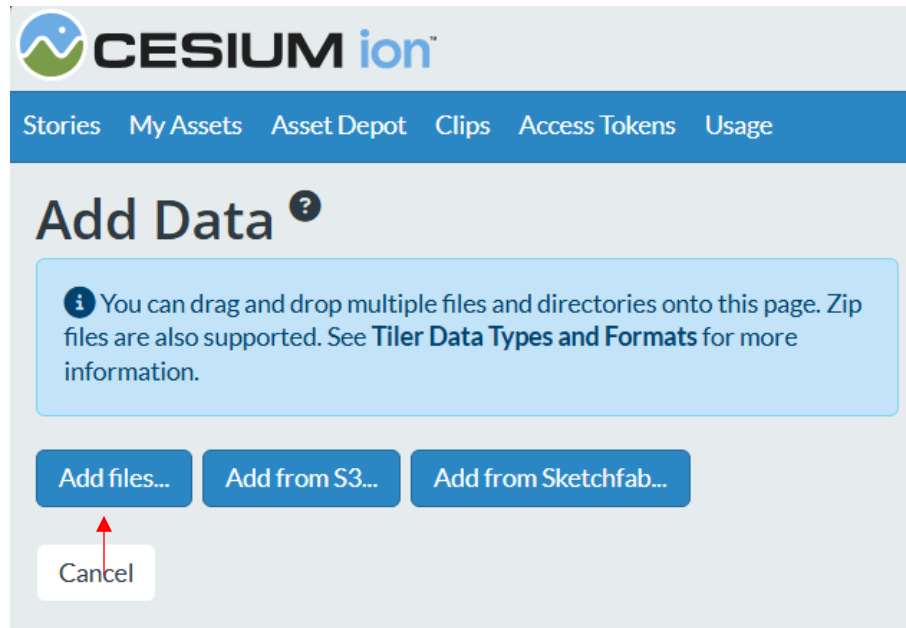 CESIUM ion™
Stories My Assets Asset Depot Clips Access Tokens Usage
Add Data ?
i You can drag and drop multiple files and directories onto this page. Zip
files are also supported. See Tiler Data Types and Formats for more
information.
Add files... Add from S3... Add from Sketchfab...
Cancel